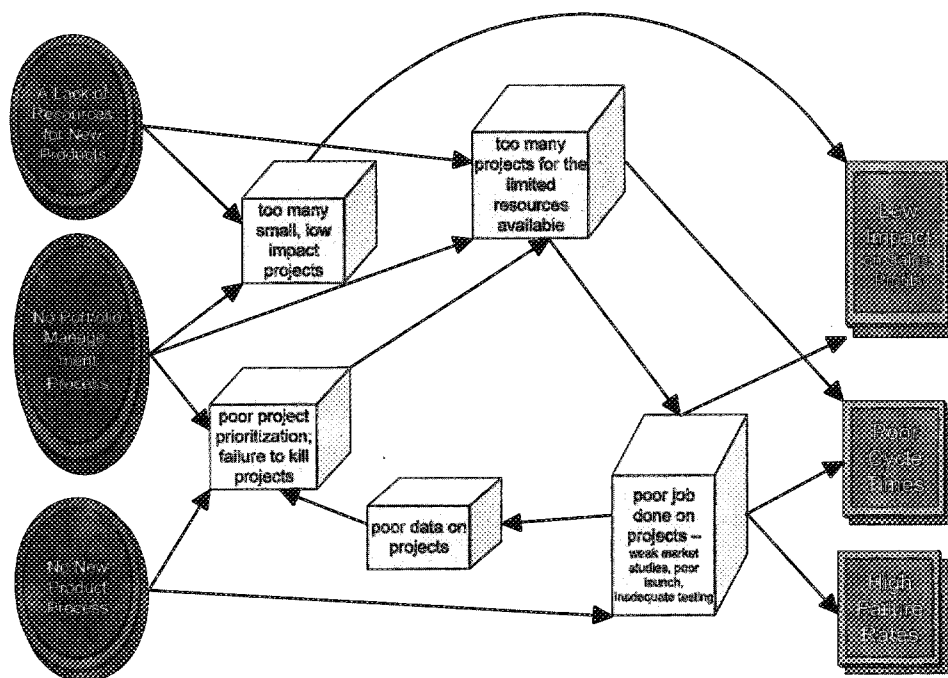 A Lack of
Resources
for New
Products
too many
small, low
impact
projects
too many
projects for the
limited
resources
available
Low
Impact
No Portfolio
Manage
ment
Process
poor project
prioritization;
failure to kill
projects
poor data on
projects
poor job
done on
projects –
weak market
studies, poor
launch,
inadequate testing
Poor
Cycle
Times
No New
Product
Process
High
Failure
Rates